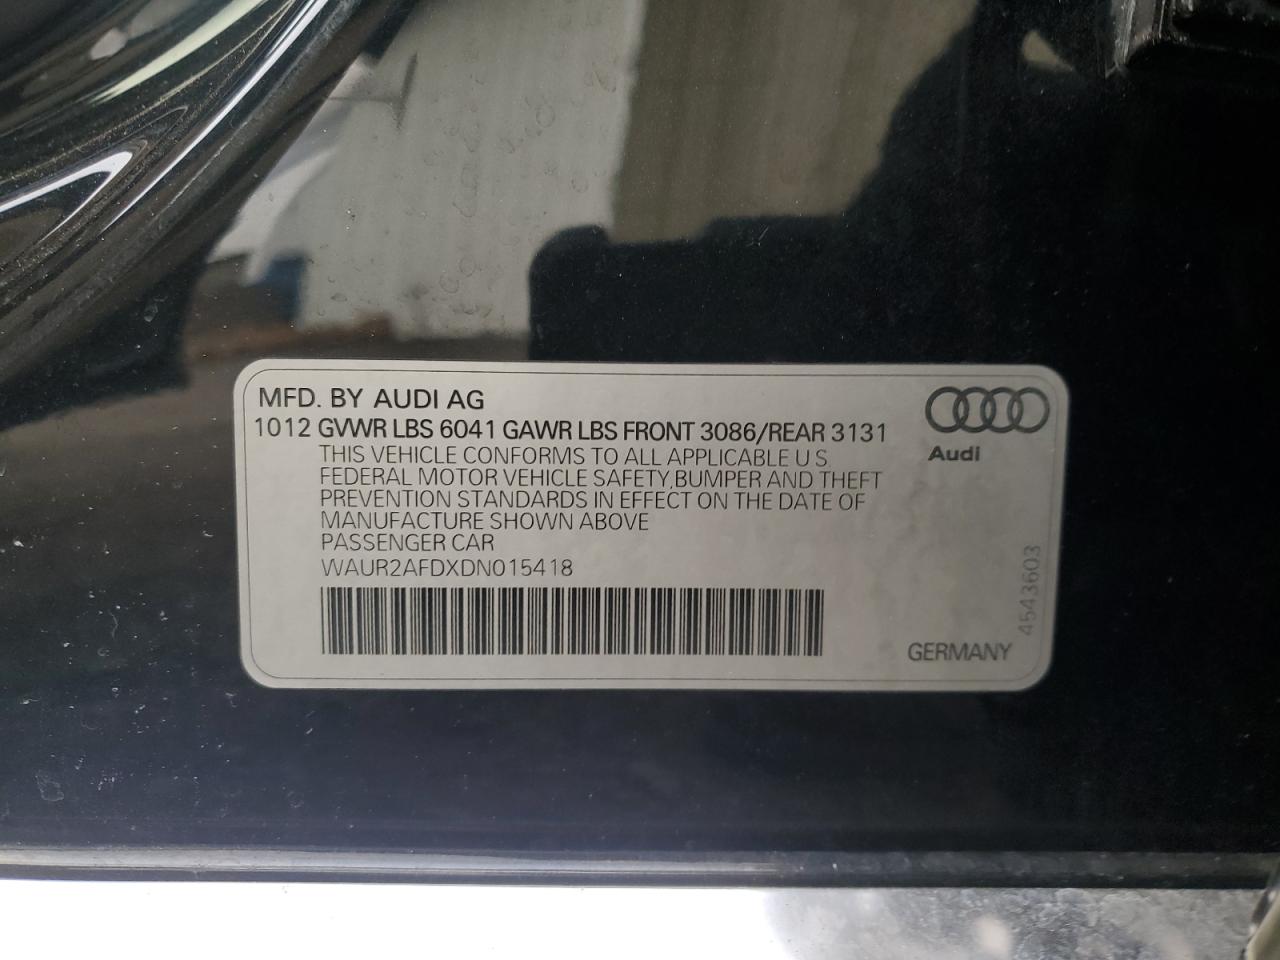 MFD. BY AUDI AG
1012 GVWR LBS 6041 GAWR LBS FRONT 3086/REAR 3131
THIS VEHICLE CONFORMS TO ALL APPLICABLE U S
FEDERAL MOTOR VEHICLE SAFETY,BUMPER AND THEFT
PREVENTION STANDARDS IN EFFECT ON THE DATE OF
MANUFACTURE SHOWN ABOVE
PASSENGER CAR
WAUR2AFDXDN015418
Audi
4543603
GERMANY